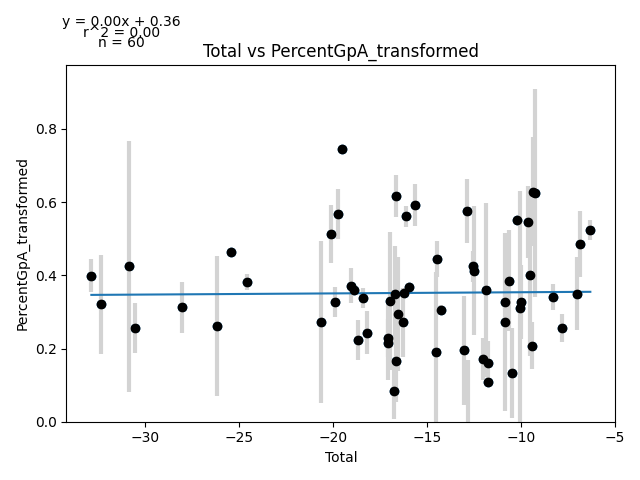 y = 0.00x + 0.36
r^2 = 0.00
n = 60
Total vs PercentGpA_transformed
PercentGpA_transformed
0.8
0.6
0.4
0.2
0.0
−30
−25
−20
−15
−10
−5
Total